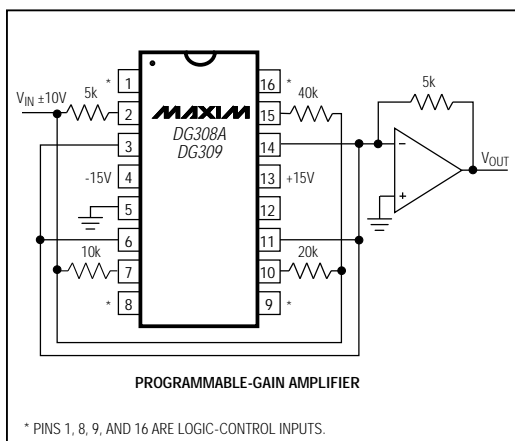 V_IN ±10V
5k
* 1
2
3
-15V 4
5
6
10k
7
* 8
MAXIM
DG308A
DG309
16 *
15
40k
14
13 +15V
12
11
10
20k
9 *
5k
−
+
V_OUT
PROGRAMMABLE-GAIN AMPLIFIER
* PINS 1, 8, 9, AND 16 ARE LOGIC-CONTROL INPUTS.